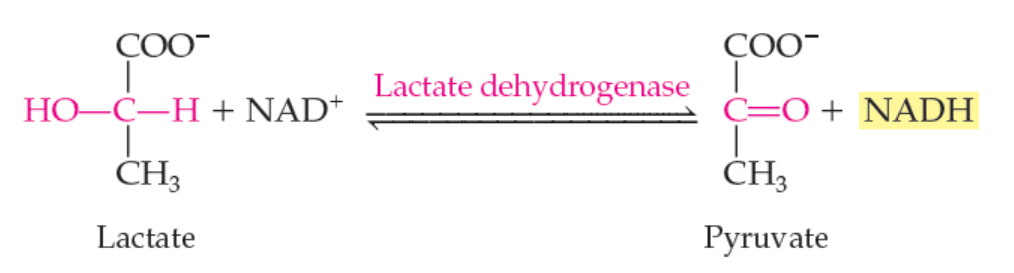 COO⁻ COO⁻
Lactate dehydrogenase
HO—C—H + NAD⁺ C=O + NADH
CH₃ CH₃
Lactate Pyruvate